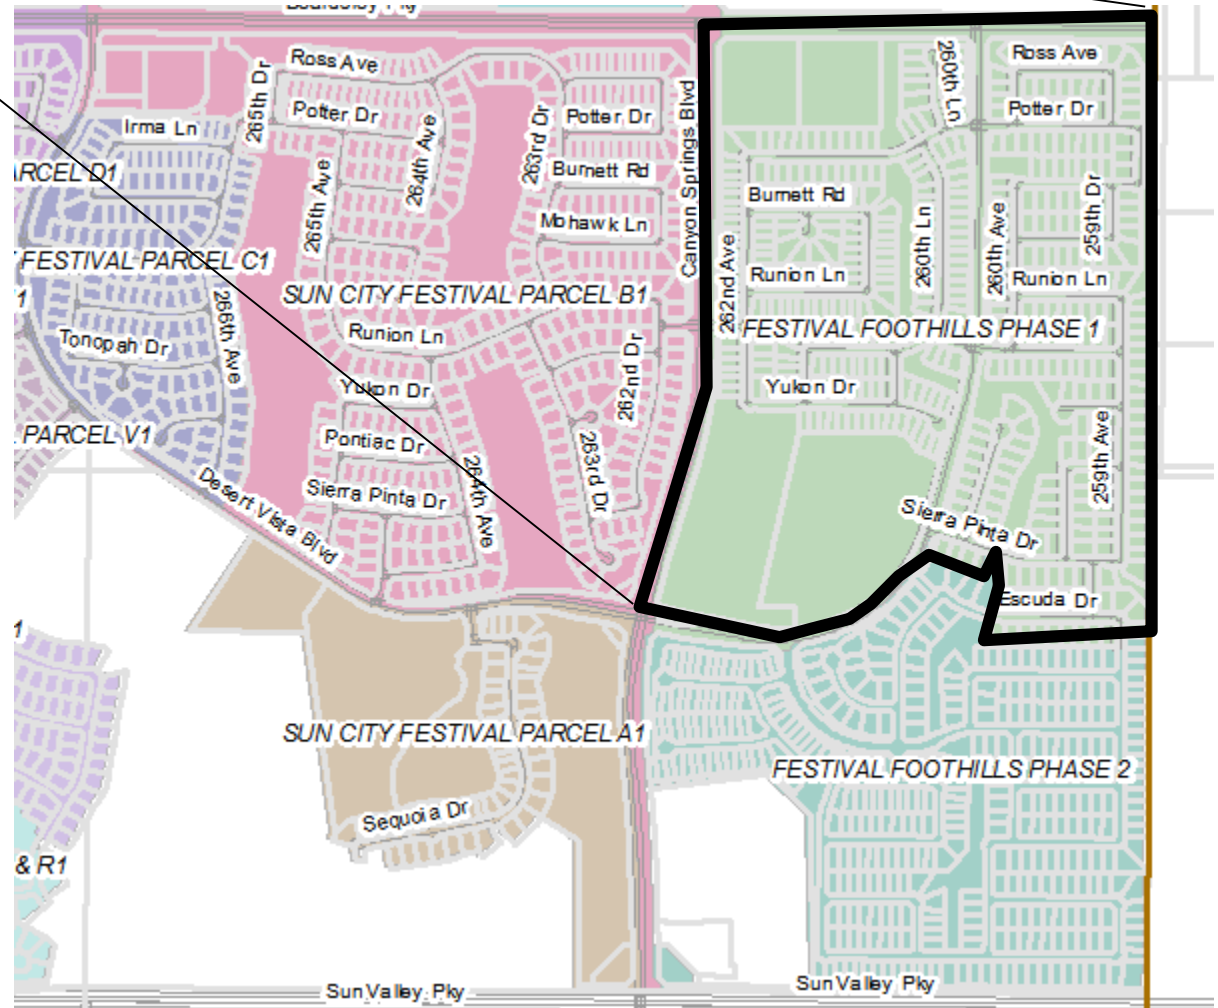 Beardsley Pky
Ross Ave
265th Dr
Potter Dr
Irma Ln
264th Ave
263rd Dr
Potter Dr
Canyon Springs Blvd
260th Ln
Ross Ave
Potter Dr
ARCEL D1
265th Ave
Burnett Rd
Mohawk Ln
Burnett Rd
262nd Ave
260th Ln
260th Ave
259th Dr
FESTIVAL PARCEL C1
Runion Ln
Runion Ln
1
SUN CITY FESTIVAL PARCEL B1
266th Ave
Tonopah Dr
Runion Ln
FESTIVAL FOOTHILLS PHASE 1
262nd Dr
Yukon Dr
Yukon Dr
PARCEL V1
Pontiac Dr
263rd Dr
259th Ave
Desert Vista Blvd
Sierra Pinta Dr
264th Ave
Sierra Pinta Dr
Escuda Dr
1
SUN CITY FESTIVAL PARCEL A1
FESTIVAL FOOTHILLS PHASE 2
Sequoia Dr
& R1
Sun Valley Pky
Sun Valley Pky